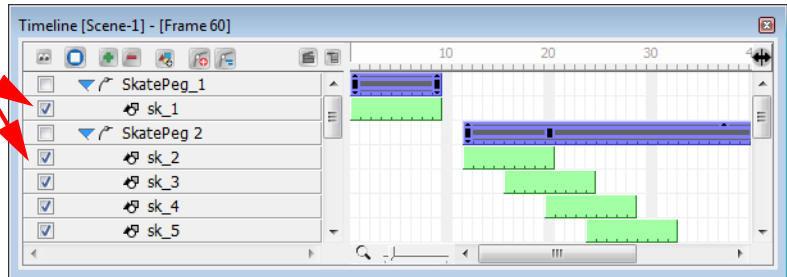 Timeline [Scene-1] - [Frame 60]
10 20 30 4
SkatePeg_1
sk_1
SkatePeg 2
sk_2
sk_3
sk_4
sk_5